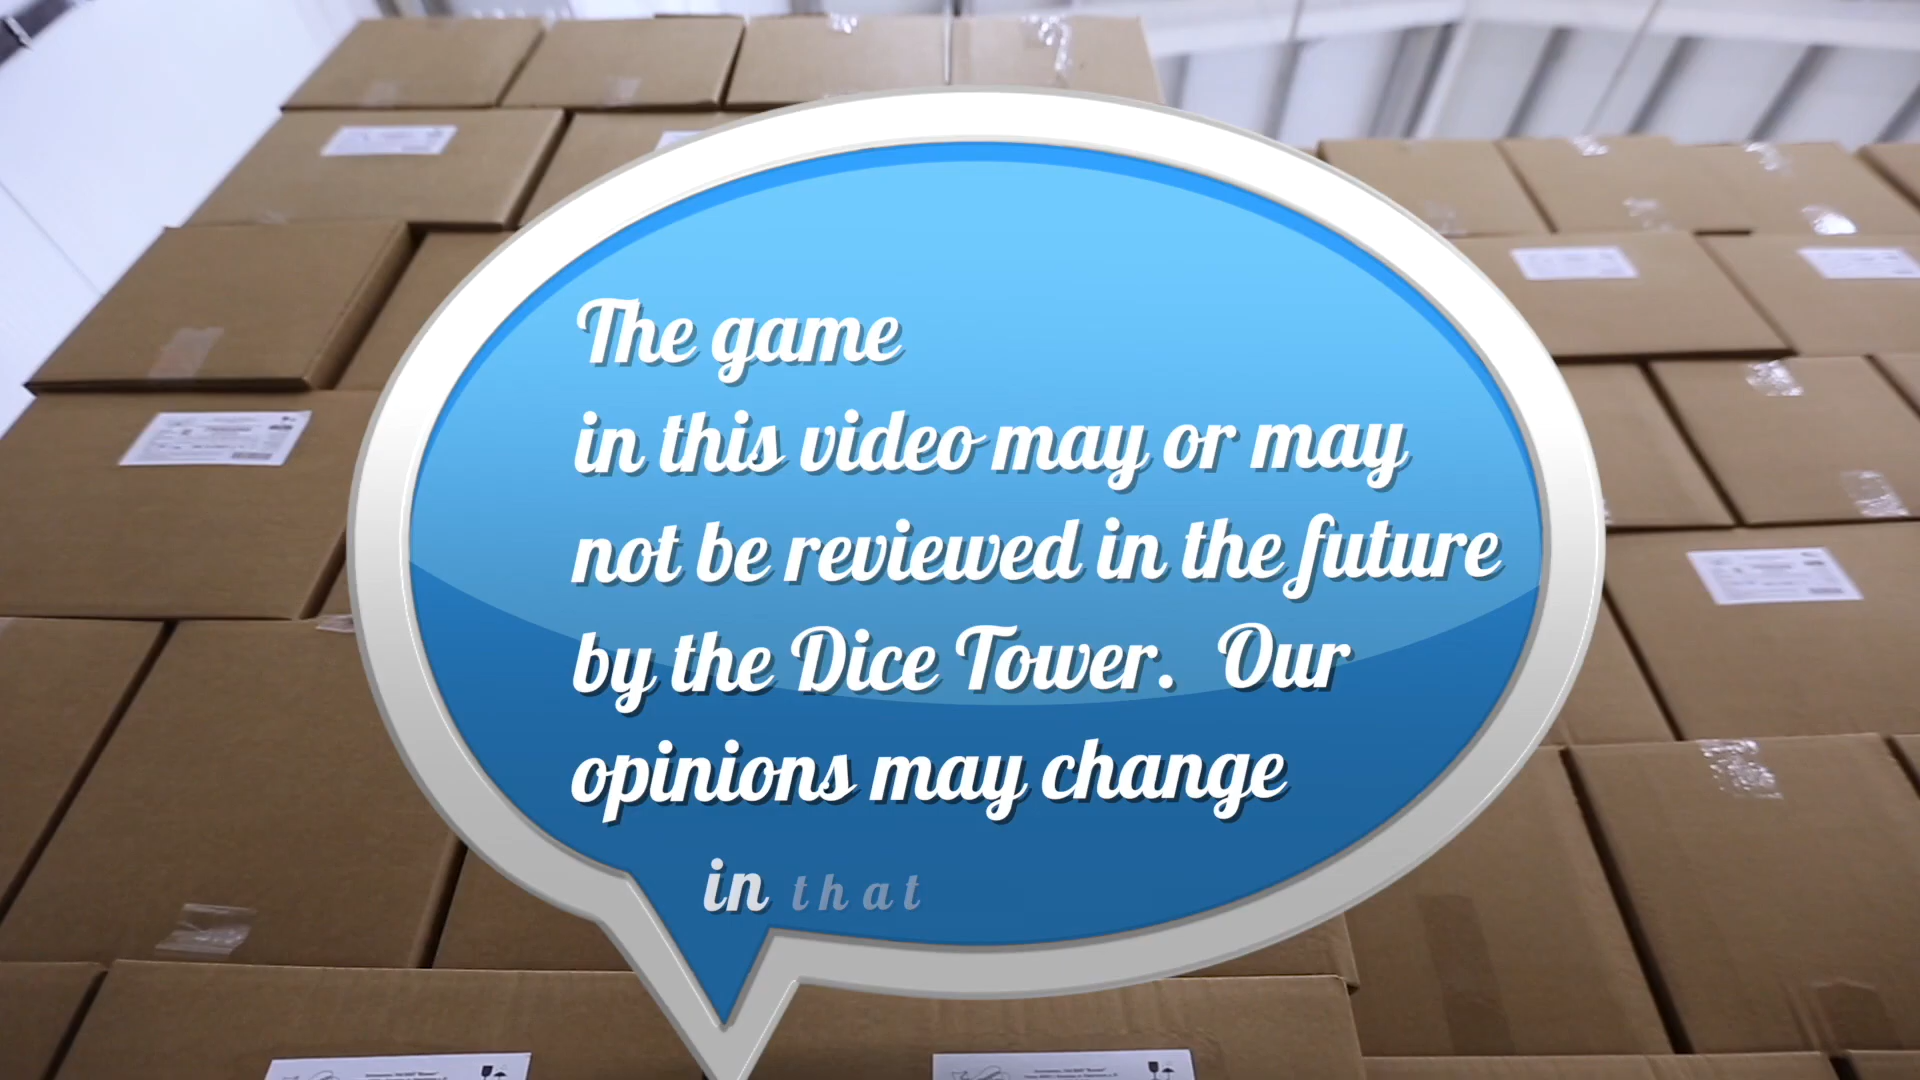 The game
in this video may or may
not be reviewed in the future
by the Dice Tower. Our
opinions may change
in that